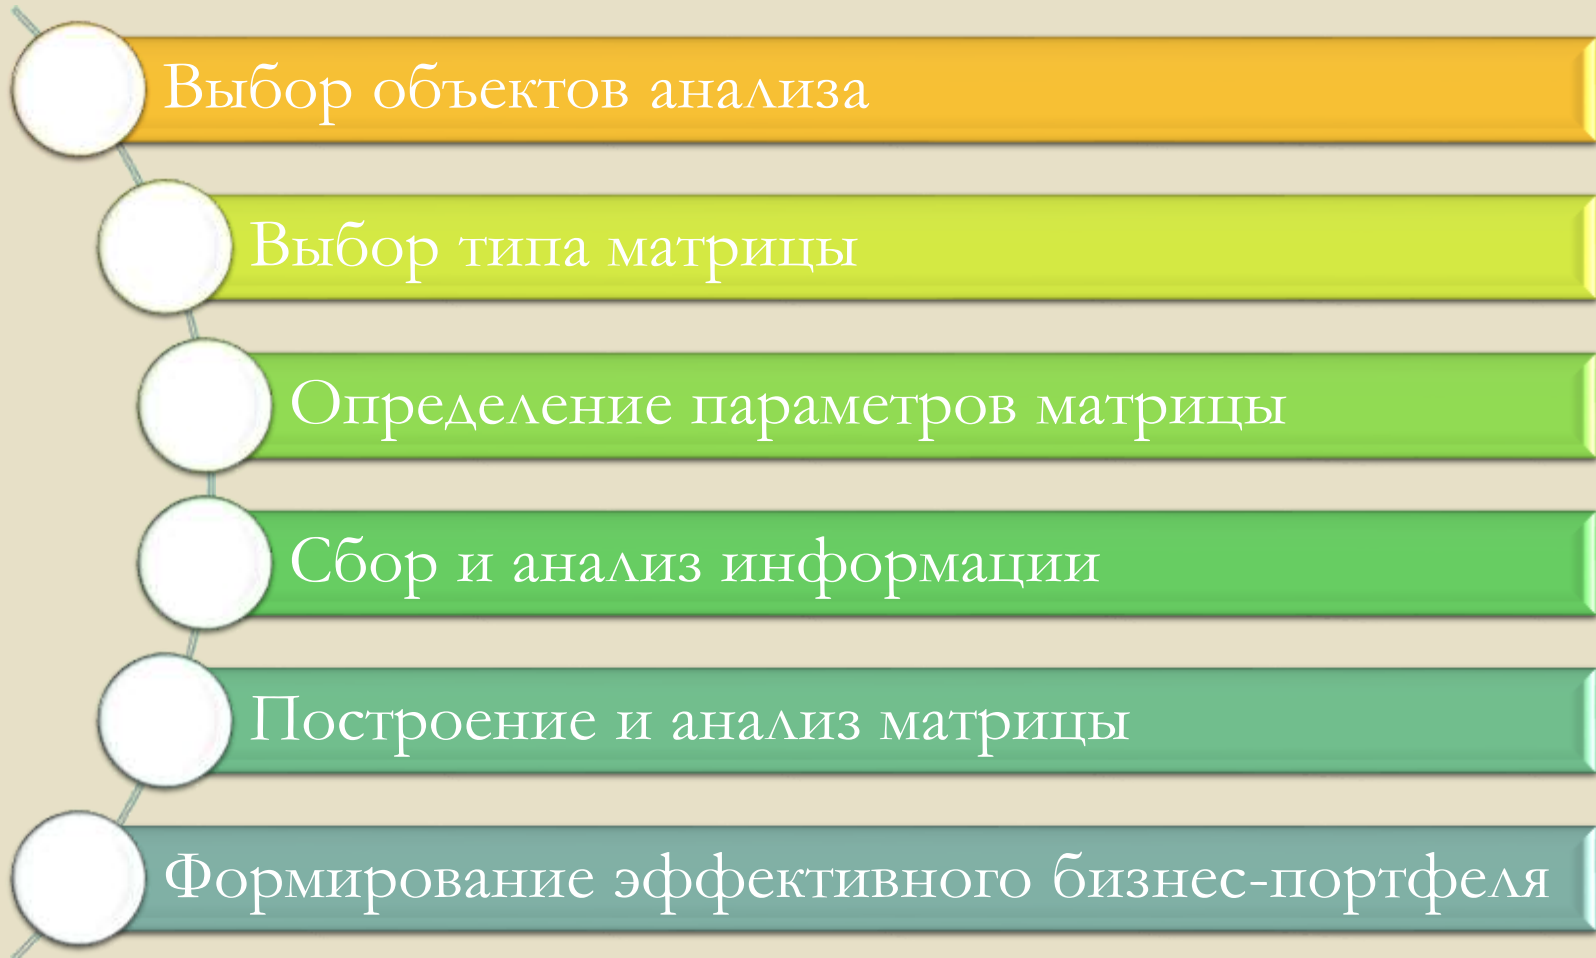 Выбор объектов анализа
Выбор типа матрицы
Определение параметров матрицы
Сбор и анализ информации
Построение и анализ матрицы
Формирование эффективного бизнес-портфеля